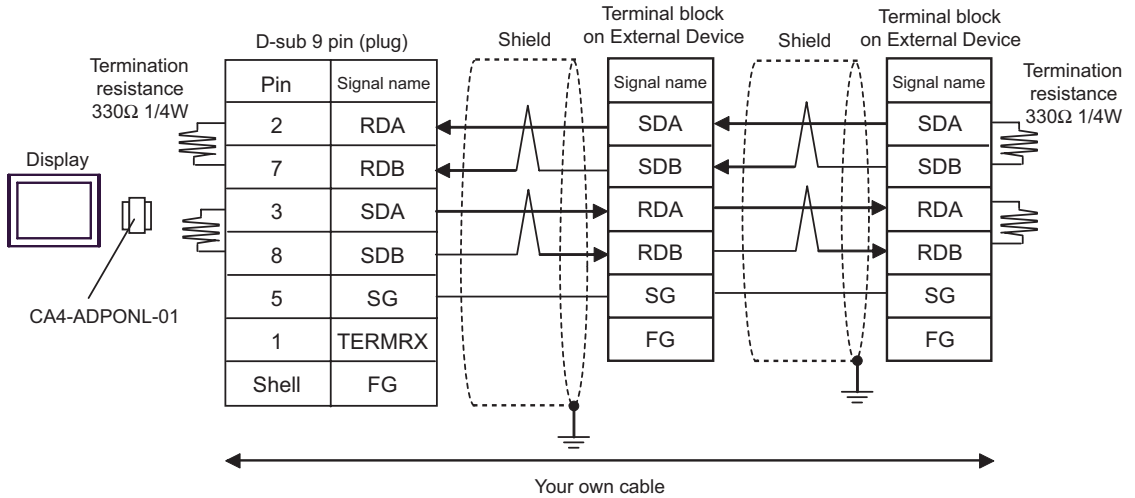 Terminal block
on External Device
Terminal block
on External Device
D-sub 9 pin (plug)
Shield
Shield
Termination
resistance
330Ω 1/4W
Termination
resistance
330Ω 1/4W
Pin Signal name
2 RDA
7 RDB
3 SDA
8 SDB
5 SG
1 TERMRX
Shell FG
Signal name
SDA
SDB
RDA
RDB
SG
FG
Signal name
SDA
SDB
RDA
RDB
SG
FG
Display
CA4-ADPONL-01
Your own cable